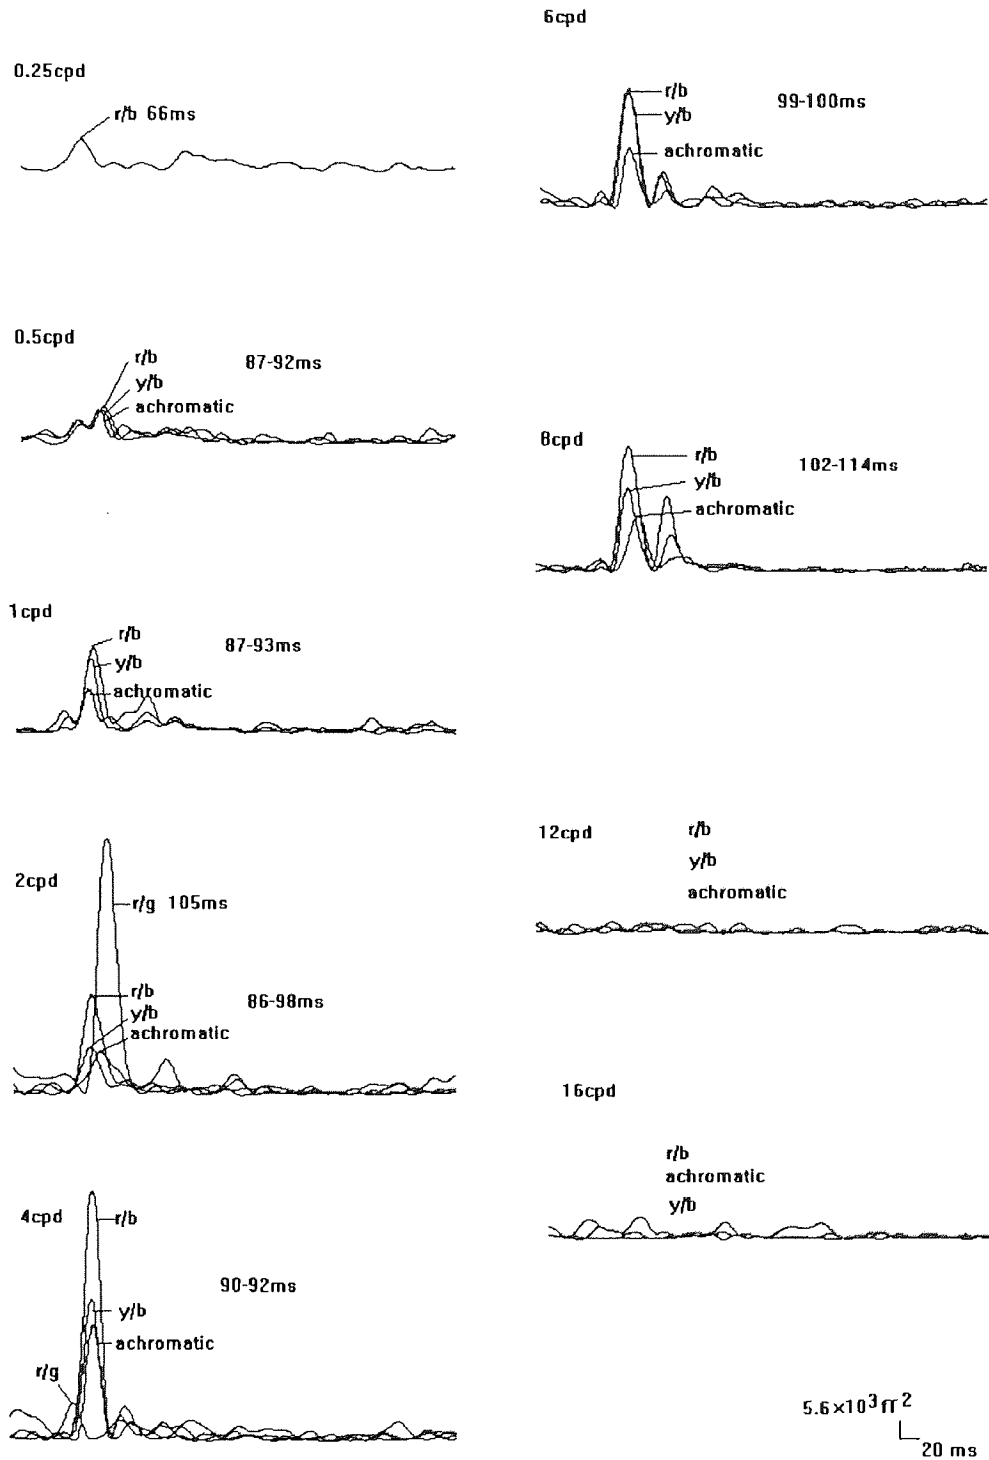 0.25cpd
r/b 66ms
0.5cpd
r/b
y/b
achromatic
87-92ms
1cpd
r/b
y/b
achromatic
87-93ms
2cpd
r/g 105ms
r/b
y/b
achromatic
86-98ms
4cpd
r/b
y/b
achromatic
r/g
90-92ms
6cpd
r/b
y/b
achromatic
99-100ms
8cpd
r/b
y/b
achromatic
102-114ms
12cpd
r/b
y/b
achromatic
16cpd
r/b
achromatic
y/b
5.6×10³fT²
20 ms